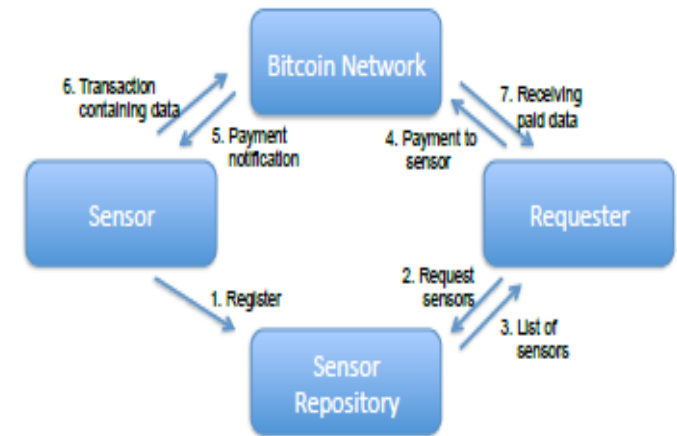 Bitcoin Network
6. Transaction
containing data
7. Receiving
paid data
5. Payment
notification
4. Payment to
sensor
Sensor
Requester
1. Register
2. Request
sensors
3. List of
sensors
Sensor
Repository